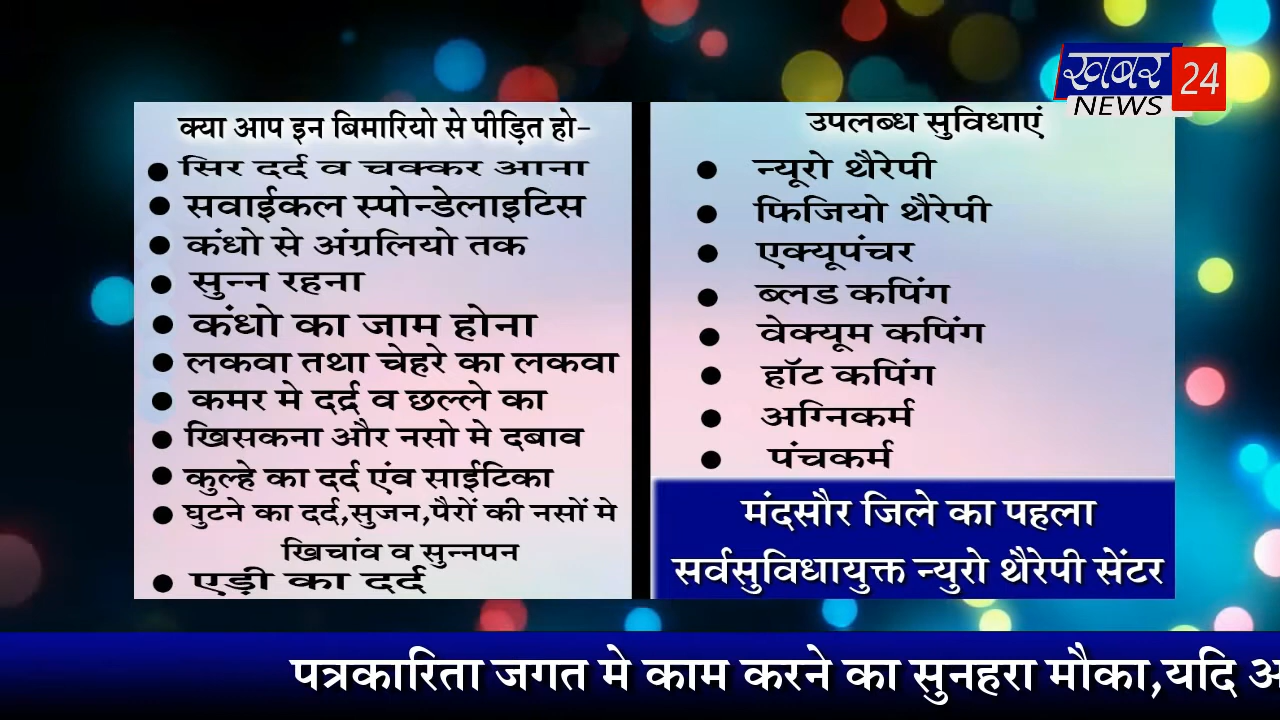 खबर 24
NEWS
क्या आप इन बिमारियो से पीड़ित हो-
● सिर दर्द व चक्कर आना
● सवाईकल स्पोन्डेलाइटिस
● कंधो से अंग्रलियो तक
● सुन्न रहना
● कंधो का जाम होना
● लकवा तथा चेहरे का लकवा
● कमर मे दर्द्र व छल्ले का
● खिसकना और नसो मे दबाव
● कुल्हे का दर्द एंव साईटिका
● घुटने का दर्द,सुजन,पैरों की नसों मे
खिचांव व सुन्नपन
● एड़ी का दर्द
उपलब्ध सुविधाएं
● न्यूरो थैरेपी
● फिजियो थैरेपी
● एक्यूपंचर
● ब्लड कपिंग
● वेक्यूम कपिंग
● हॉट कपिंग
● अग्निकर्म
● पंचकर्म
मंदसौर जिले का पहला
सर्वसुविधायुक्त न्युरो थैरेपी सेंटर
पत्रकारिता जगत मे काम करने का सुनहरा मौका,यदि